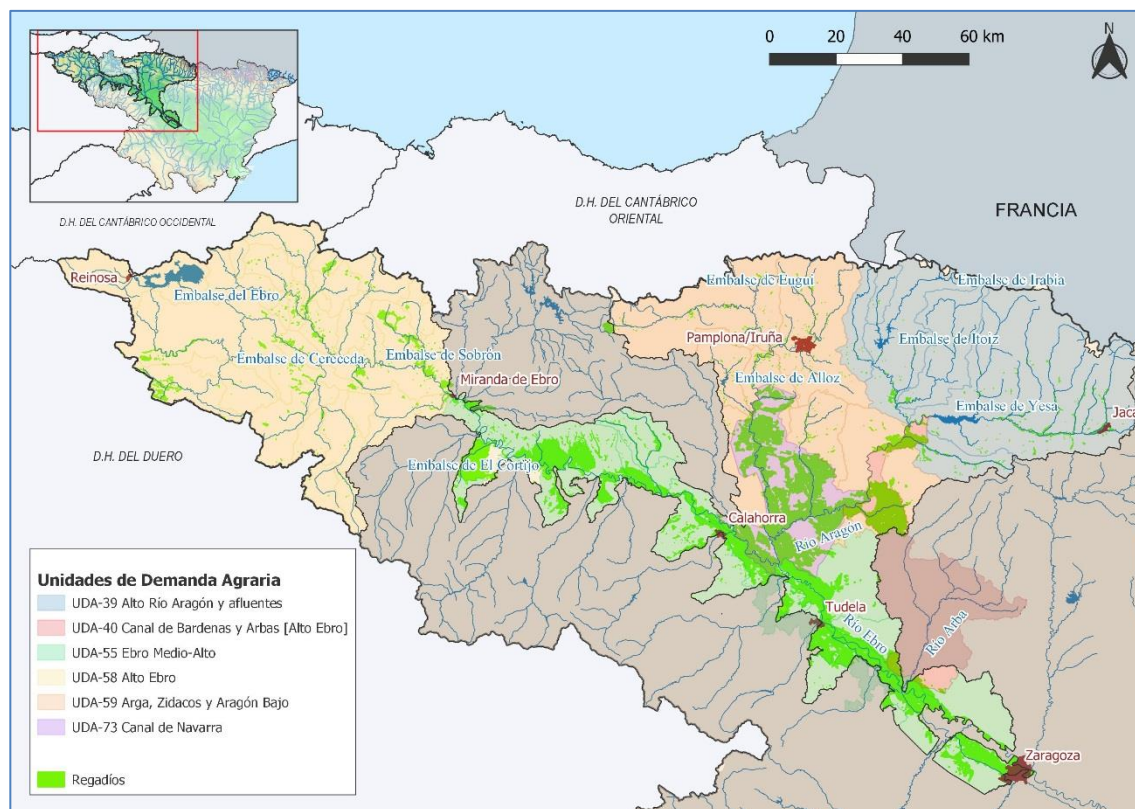 0 20 40 60 km
N
D.H. DEL CANTÁBRICO OCCIDENTAL
D.H. DEL CANTÁBRICO
ORIENTAL
FRANCIA
Reinosa
Embalse del Ebro
Embalse de Eugui
Embalse de Irabia
Pamplona/Iruña
Embalse de Itoiz
Embalse de Cereceda
Embalse de Sobrón
Miranda de Ebro
Embalse de Alloz
Embalse de Yesa
Jaca
D.H. DEL DUERO
Embalse de El Cortijo
Calahorra
Río Aragón
Tudela
Río Ebro
Río Arba
Zaragoza
Unidades de Demanda Agraria
UDA-39 Alto Río Aragón y afluentes
UDA-40 Canal de Bardenas y Arbas [Alto Ebro]
UDA-55 Ebro Medio-Alto
UDA-58 Alto Ebro
UDA-59 Arga, Zidacos y Aragón Bajo
UDA-73 Canal de Navarra
Regadíos